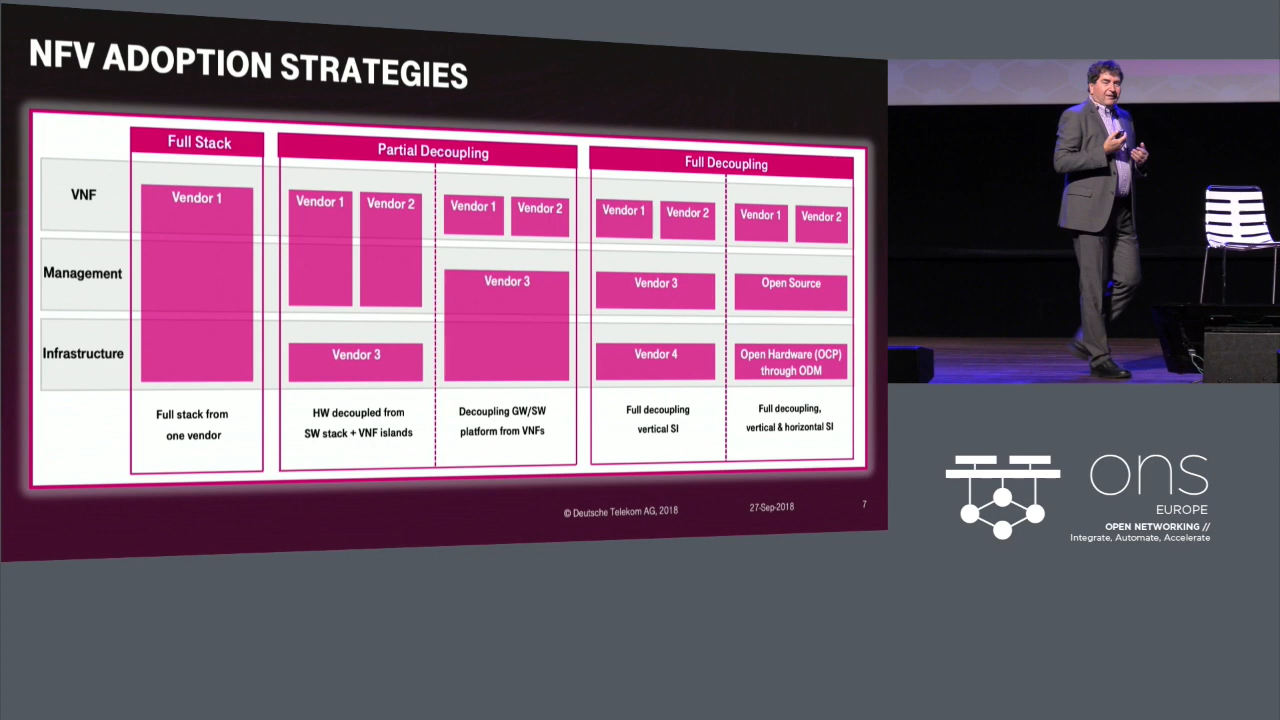 NFV ADOPTION STRATEGIES
Full Stack
Partial Decoupling
Full Decoupling
VNF
Vendor 1
Vendor 1
Vendor 2
Vendor 1
Vendor 2
Vendor 1
Vendor 2
Vendor 1
Vendor 2
Management
Vendor 3
Vendor 3
Open Source
Infrastructure
Vendor 3
Vendor 4
Open Hardware (OCP)
through ODM
Full stack from
one vendor
HW decoupled from
SW stack + VNF islands
Decoupling GW/SW
platform from VNFs
Full decoupling
vertical SI
Full decoupling,
vertical & horizontal SI
© Deutsche Telekom AG, 2018
27-Sep-2018
7
ons
EUROPE
OPEN NETWORKING //
Integrate, Automate, Accelerate